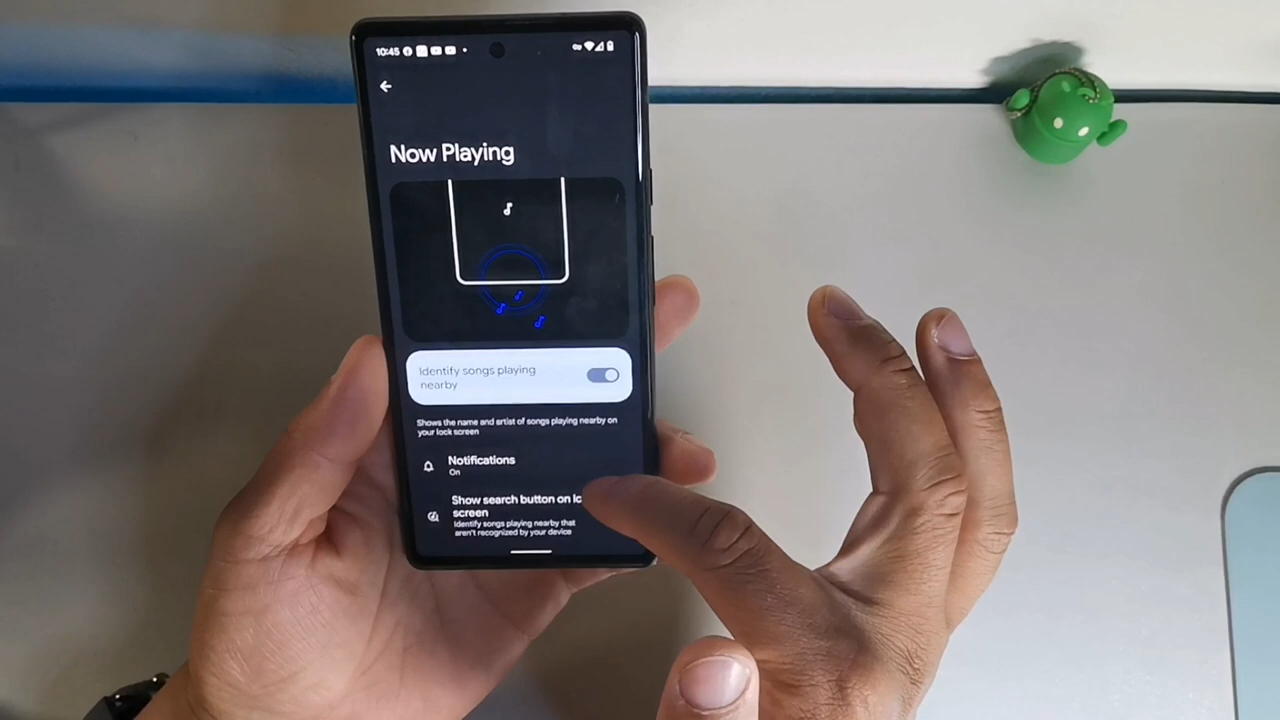 10:45
Now Playing
Identify songs playing
nearby
Shows the name and artist of songs playing nearby on
your lock screen
Notifications
On
Show search button on
screen
Identify songs playing nearby that
aren't recognized by your device